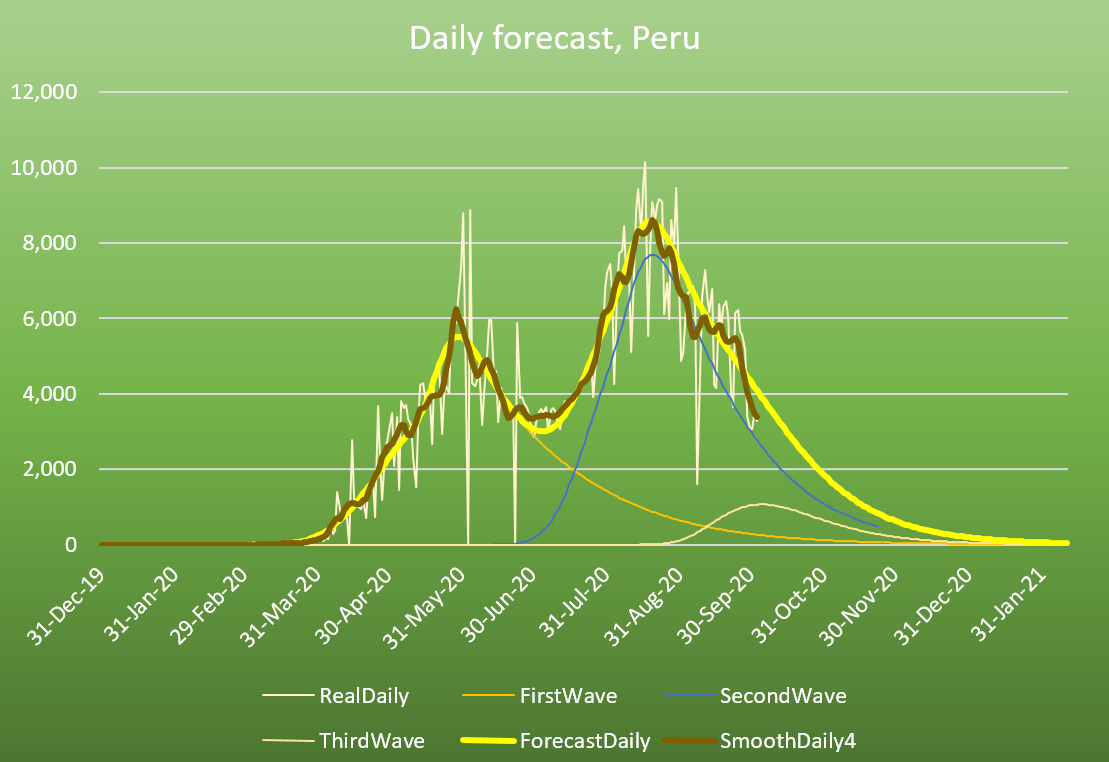 Daily forecast, Peru
12,000
10,000
8,000
6,000
4,000
2,000
0
31-Dec-19
31-Jan-20
29-Feb-20
31-Mar-20
30-Apr-20
31-May-20
30-Jun-20
31-Jul-20
31-Aug-20
30-Sep-20
31-Oct-20
30-Nov-20
31-Dec-20
31-Jan-21
RealDaily FirstWave SecondWave
ThirdWave ForecastDaily SmoothDaily4